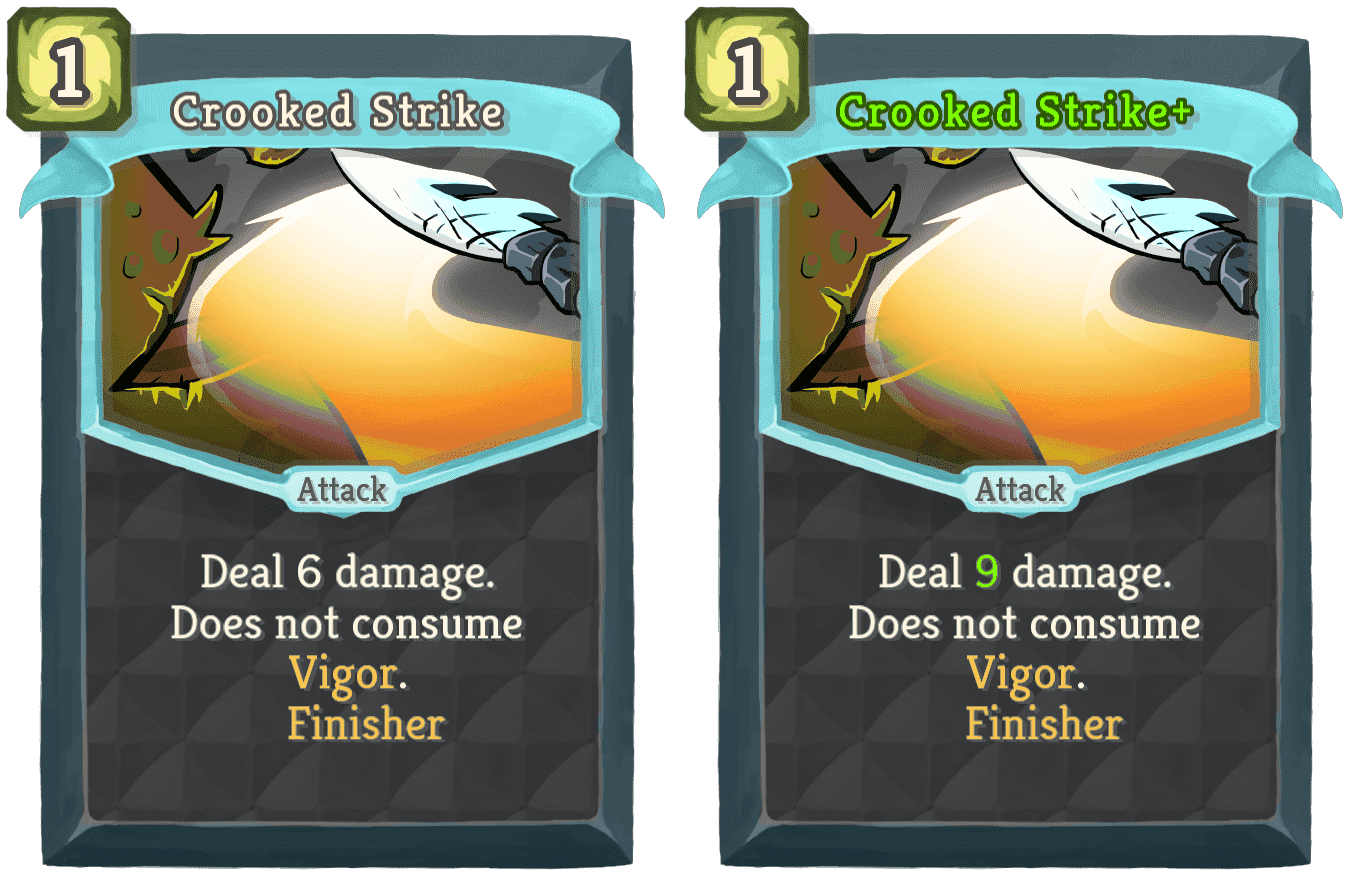 1
Crooked Strike
Attack
Deal 6 damage.
Does not consume
Vigor.
Finisher
1
Crooked Strike+
Attack
Deal 9 damage.
Does not consume
Vigor.
Finisher